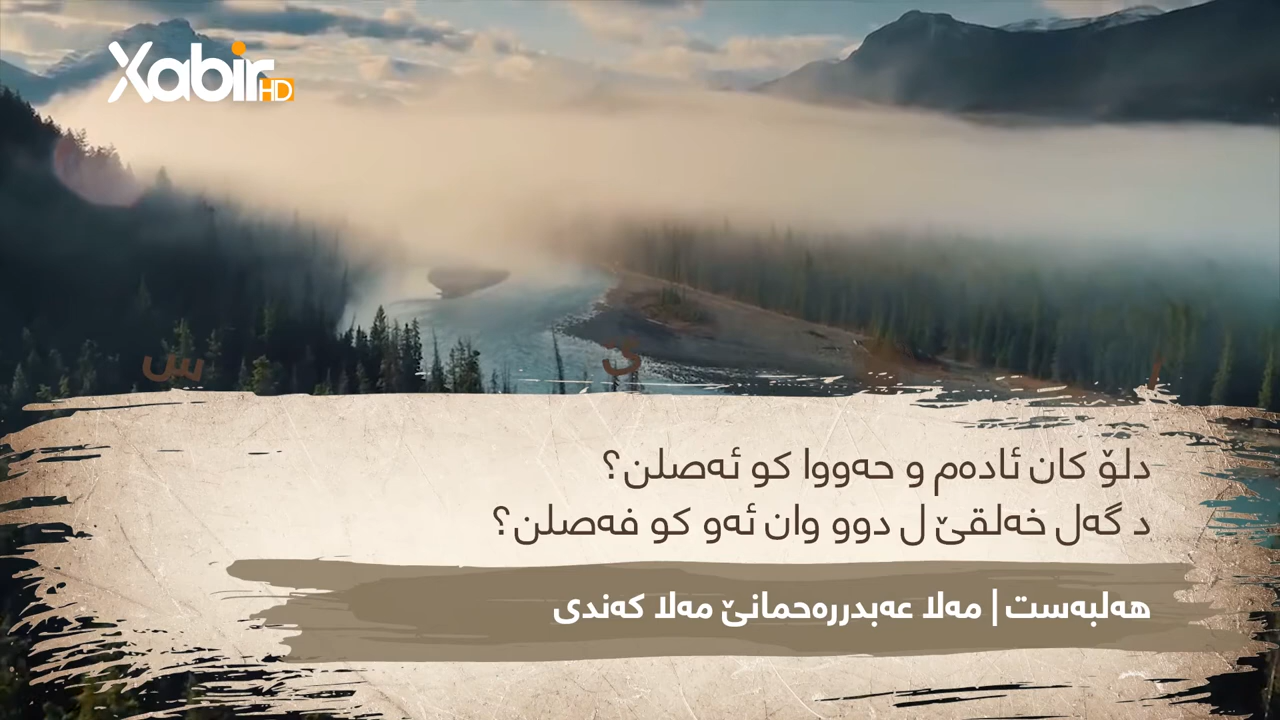 Xabir HD
س ێ ا
دلۆ کان ئادەم و حەووا کو ئەصلن؟
د گەل خەلقێ ل دوو وان ئەو کو فەصلن؟
هەلبەست | مەلا عەبدررەحمانێ مەلا کەندی